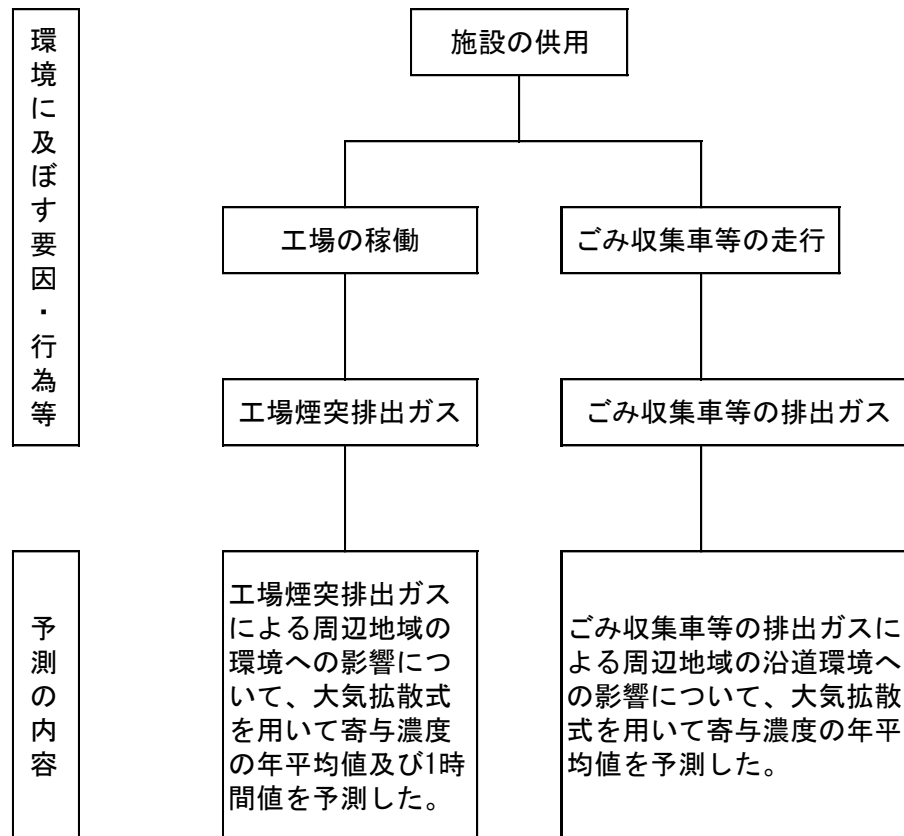 環境に及ぼす要因・行為等
施設の供用
工場の稼働
ごみ収集車等の走行
工場煙突排出ガス
ごみ収集車等の排出ガス
予測の内容
工場煙突排出ガス
による周辺地域の
環境への影響につ
いて、大気拡散式
を用いて寄与濃度
の年平均値及び1時
間値を予測した。
ごみ収集車等の排出ガスに
よる周辺地域の沿道環境へ
の影響について、大気拡散
式を用いて寄与濃度の年平
均値を予測した。